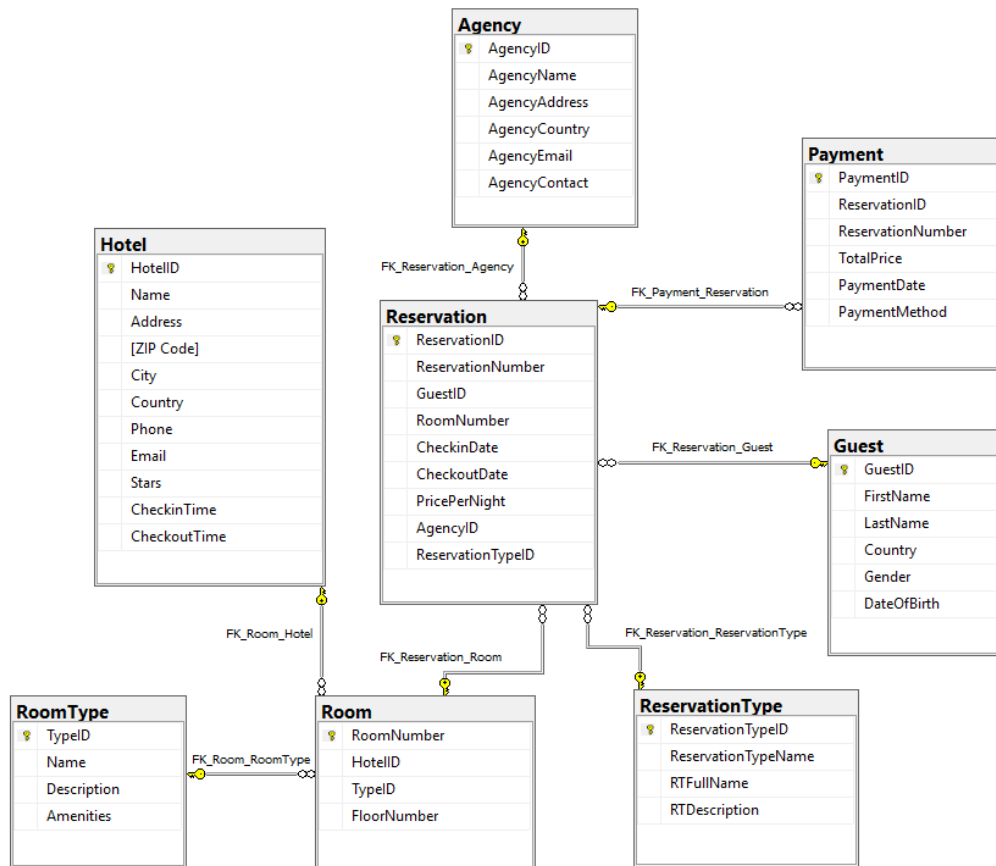 Agency
AgencyID
AgencyName
AgencyAddress
AgencyCountry
AgencyEmail
AgencyContact
Payment
PaymentID
ReservationID
ReservationNumber
TotalPrice
PaymentDate
PaymentMethod
Hotel
HotelID
Name
Address
[ZIP Code]
City
Country
Phone
Email
Stars
CheckinTime
CheckoutTime
FK_Reservation_Agency
FK_Payment_Reservation
Reservation
ReservationID
ReservationNumber
GuestID
RoomNumber
CheckinDate
CheckoutDate
PricePerNight
AgencyID
ReservationTypeID
FK_Reservation_Guest
Guest
GuestID
FirstName
LastName
Country
Gender
DateOfBirth
FK_Room_Hotel
FK_Reservation_Room
FK_Reservation_ReservationType
RoomType
TypeID
Name
Description
Amenities
FK_Room_RoomType
Room
RoomNumber
HotelID
TypeID
FloorNumber
ReservationType
ReservationTypeID
ReservationTypeName
RTFullName
RTDescription